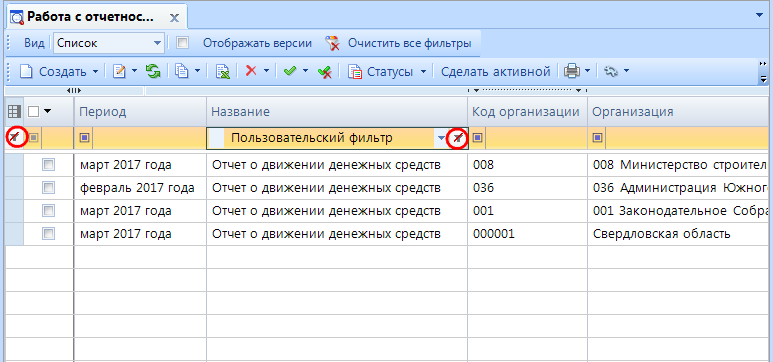 Работа с отчетнос...
Вид Список Отображать версии Очистить все фильтры
Создать Статусы Сделать активной
Период Название Код организации Организация
Пользовательский фильтр
март 2017 года Отчет о движении денежных средств 008 008 Министерство строител
февраль 2017 года Отчет о движении денежных средств 036 036 Администрация Южног
март 2017 года Отчет о движении денежных средств 001 001 Законодательное Собра
март 2017 года Отчет о движении денежных средств 000001 Свердловская область